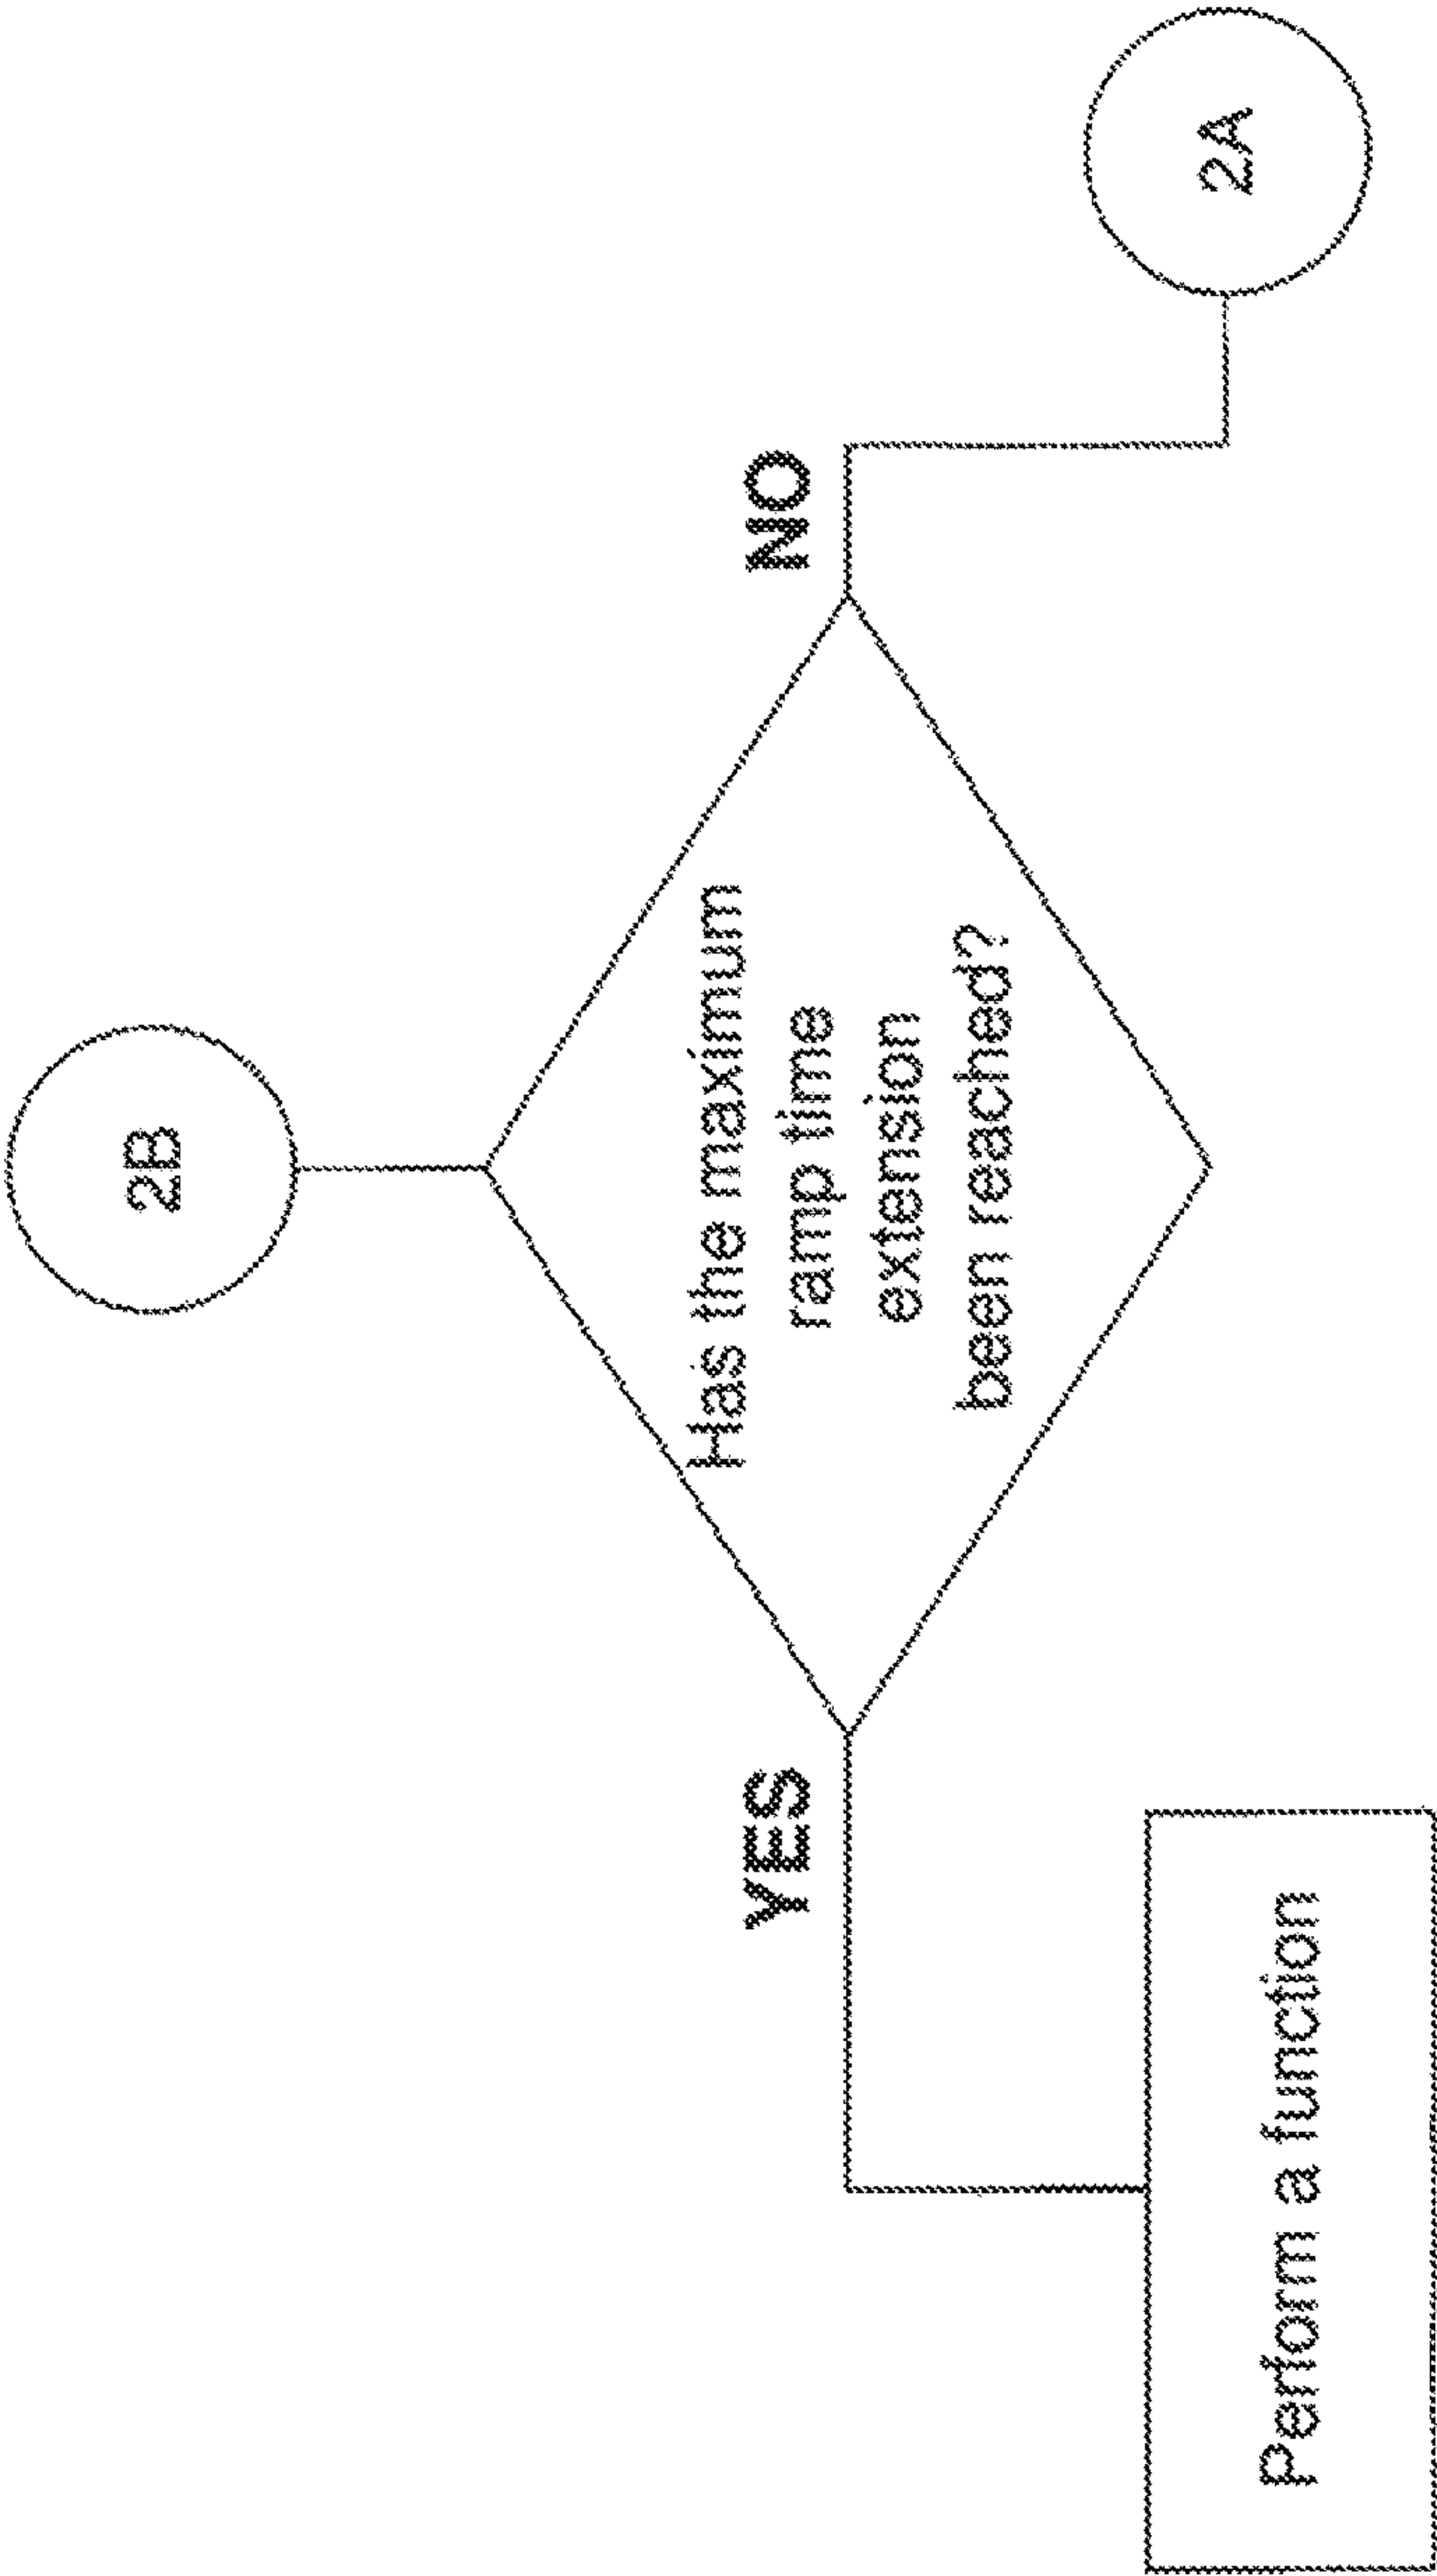 2B
Has the maximum
ramp time
extension
been reached?
YES
NO
Perform a function
2A